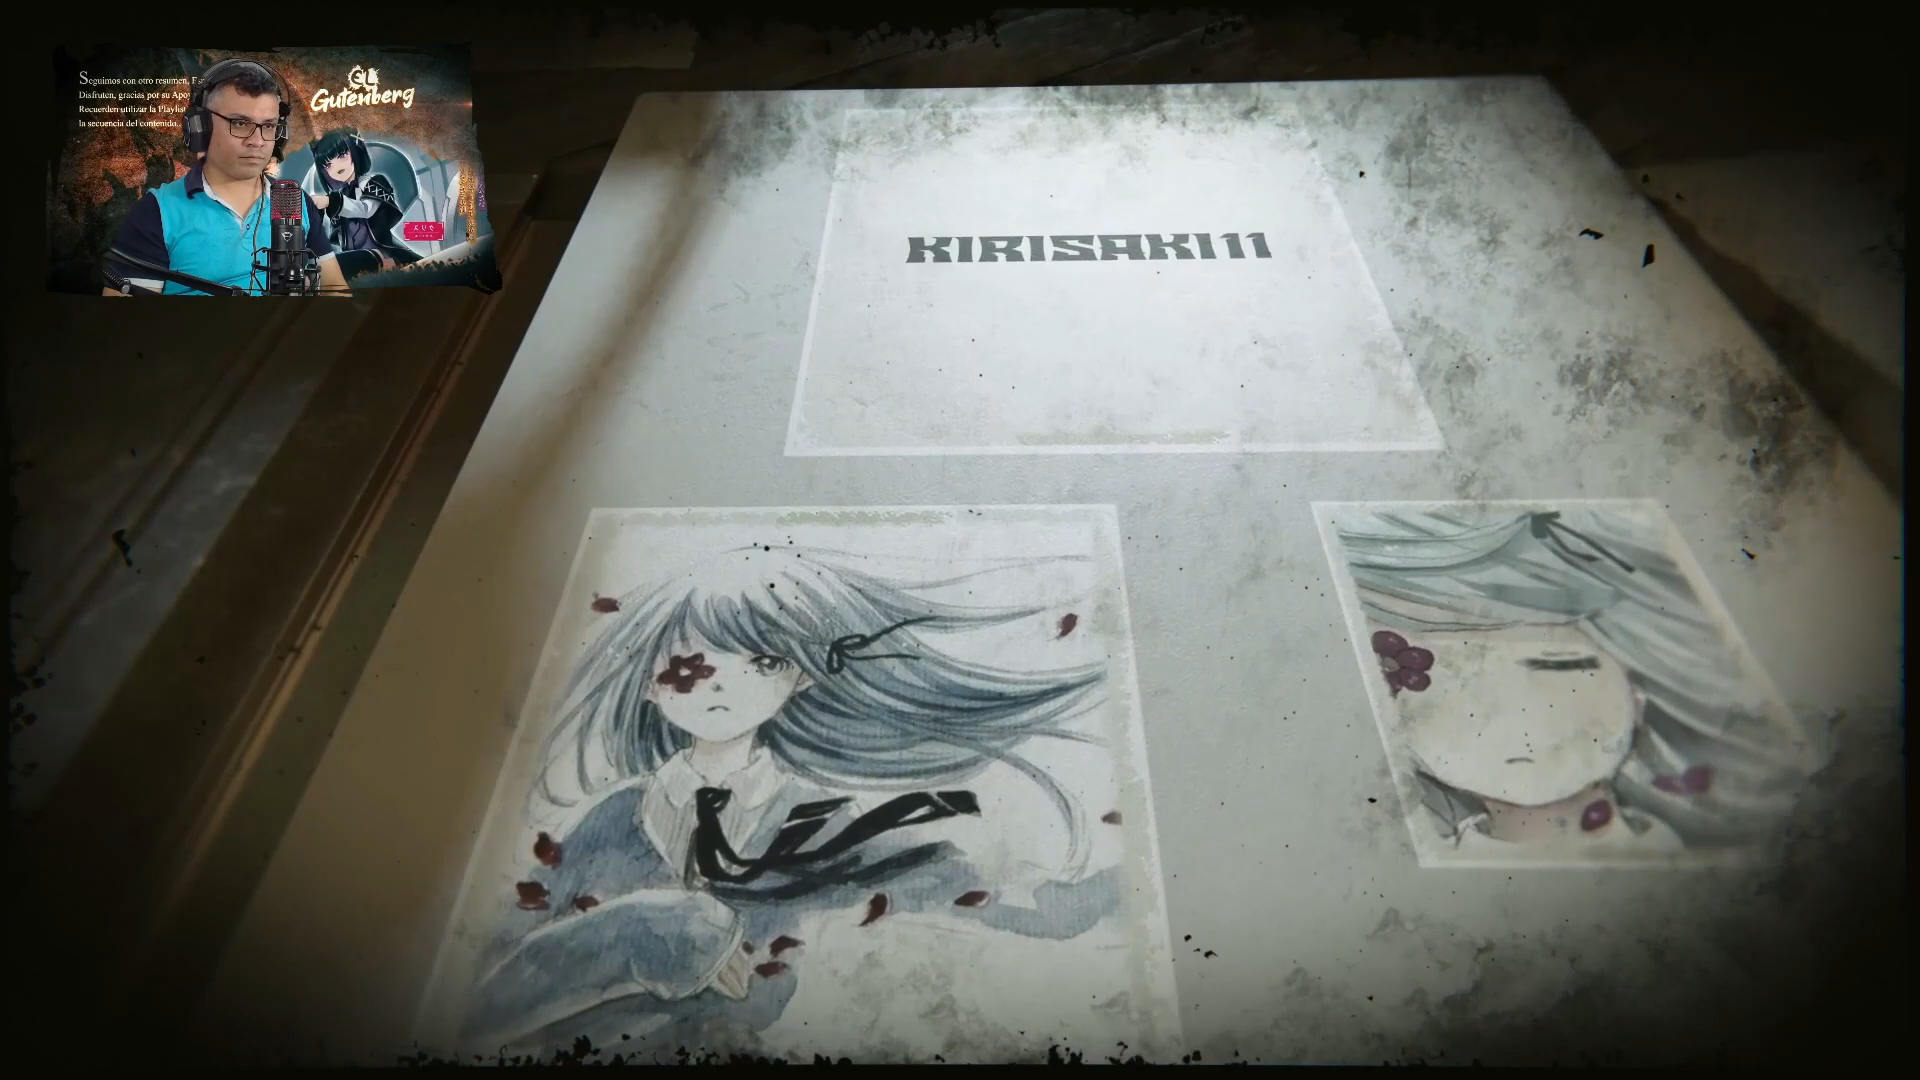 Seguimos con otro resumen,
Disfruten, gracias por su Apo
Recuerden utilizar la Playlist
la secuencia del contenido..
EL
Gutenberg
KIRISAKI11